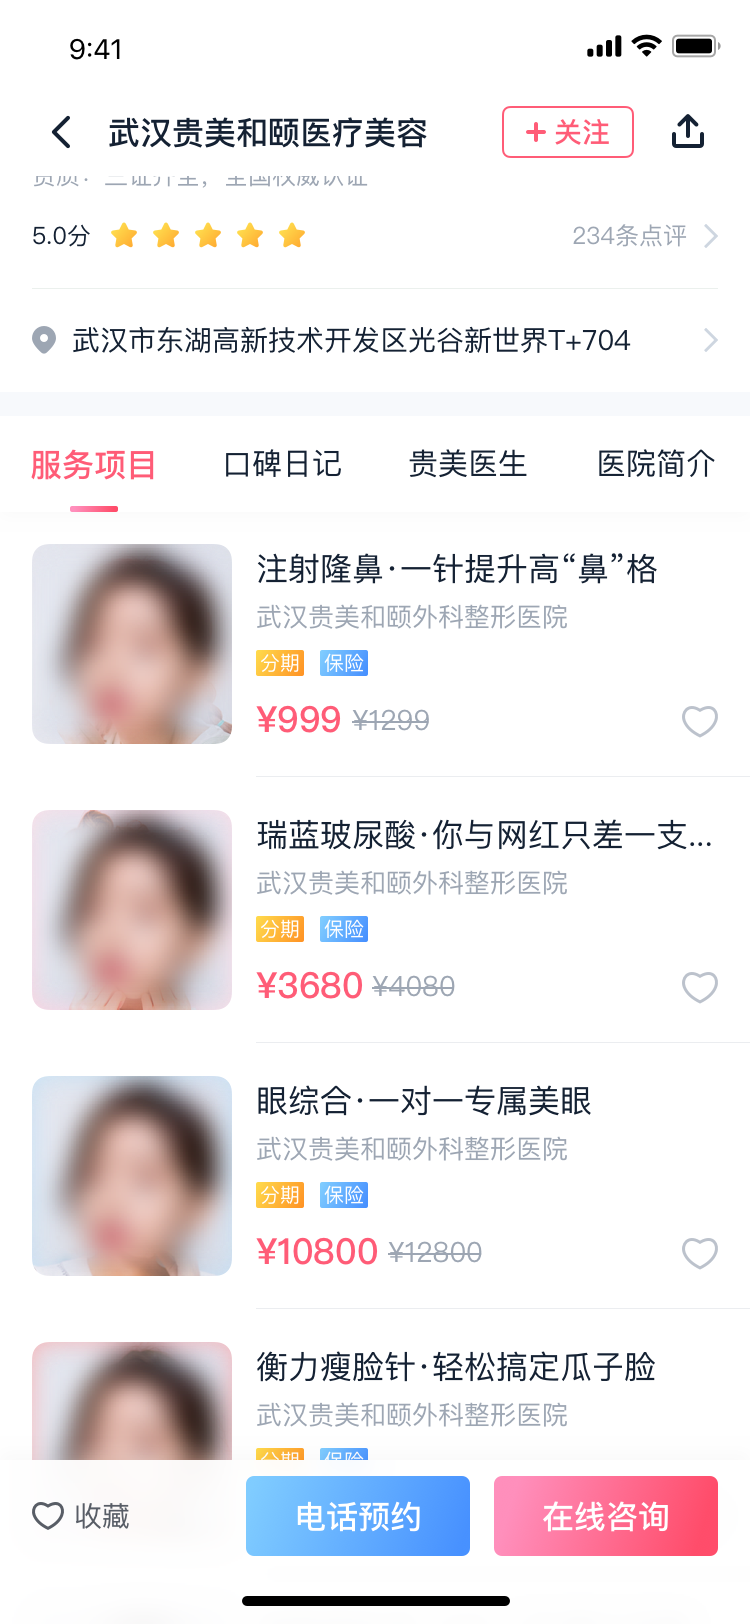 9:41
武汉贵美和颐医疗美容
+ 关注
5.0分
234条点评
武汉市东湖高新技术开发区光谷新世界T+704
服务项目
口碑日记
贵美医生
医院简介
注射隆鼻·一针提升高“鼻”格
武汉贵美和颐外科整形医院
分期 保险
¥999 ¥1299
瑞蓝玻尿酸·你与网红只差一支...
武汉贵美和颐外科整形医院
分期 保险
¥3680 ¥4080
眼综合·一对一专属美眼
武汉贵美和颐外科整形医院
分期 保险
¥10800 ¥12800
衡力瘦脸针·轻松搞定瓜子脸
武汉贵美和颐外科整形医院
分期 保险
收藏
电话预约
在线咨询